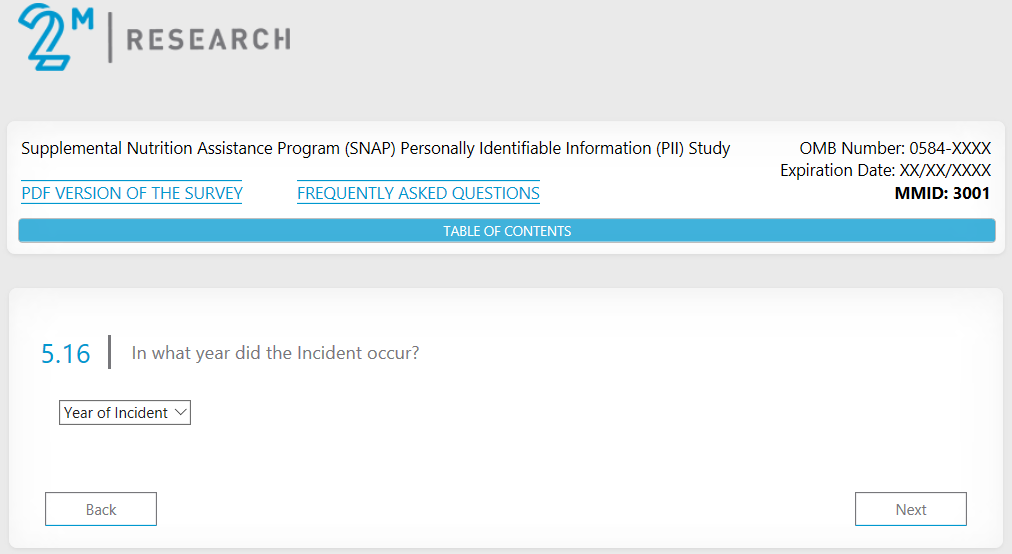 2M | RESEARCH
Supplemental Nutrition Assistance Program (SNAP) Personally Identifiable Information (PII) Study
OMB Number: 0584-XXXX
Expiration Date: XX/XX/XXXX
PDF VERSION OF THE SURVEY
FREQUENTLY ASKED QUESTIONS
MMID: 3001
TABLE OF CONTENTS
5.16 | In what year did the Incident occur?
Year of Incident
Back
Next